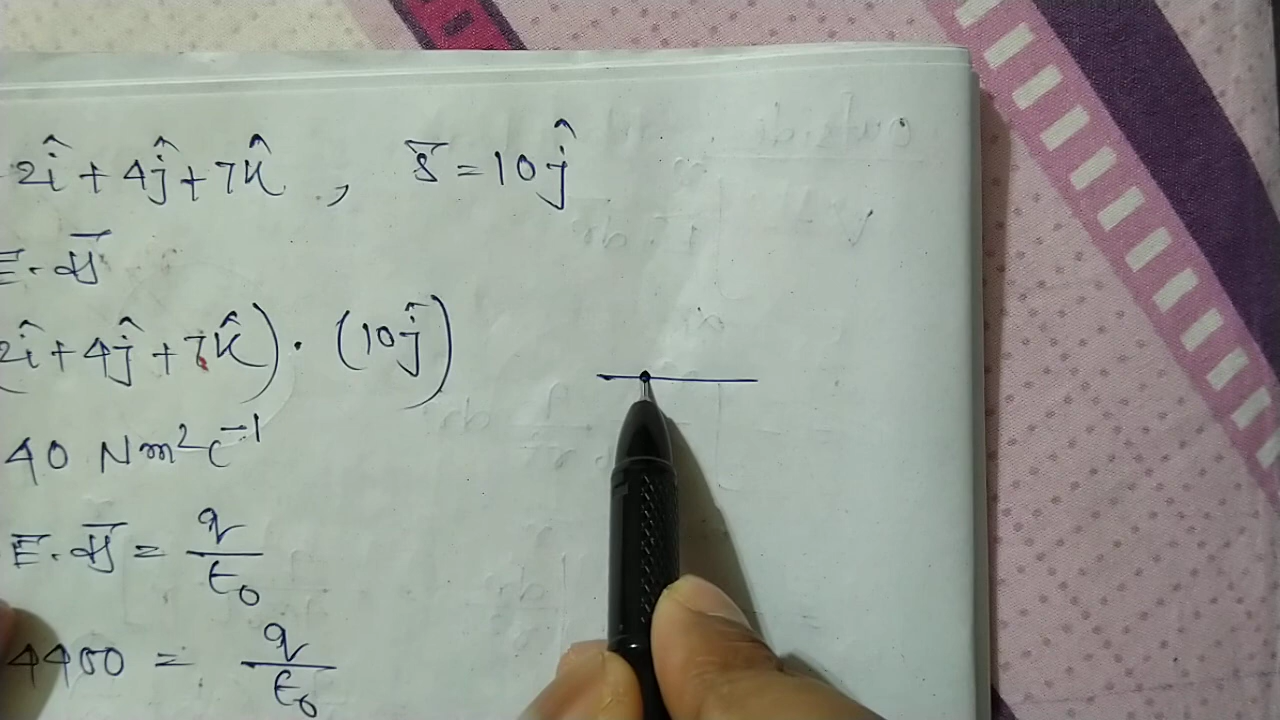 2î + 4ĵ + 7k̂ , s̄ = 10ĵ
Ē · ds̄
2î + 4ĵ + 7k̂) · (10ĵ)
40 Nm²C⁻¹
Ē · ds̄ = q/ε₀
4400 = q/ε₀